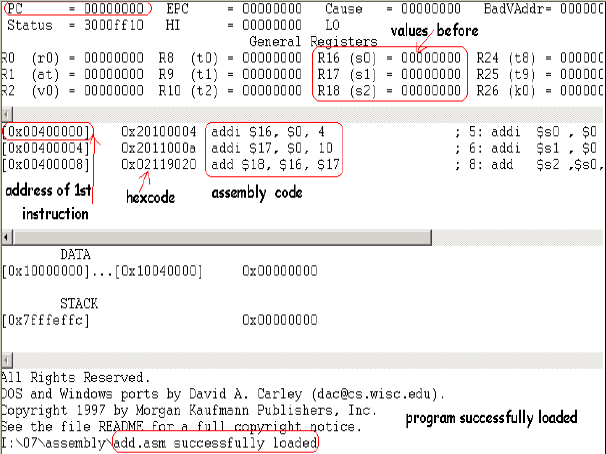 PC = 00000000 EPC = 00000000 Cause = 00000000 BadVAddr= 00000
Status = 3000ff10 HI = 00000000 LO
values before
General Registers
R0 (r0) = 00000000 R8 (t0) = 00000000 R16 (s0) = 00000000 R24 (t8) = 00000
R1 (at) = 00000000 R9 (t1) = 00000000 R17 (s1) = 00000000 R25 (t9) = 00000
R2 (v0) = 00000000 R10 (t2) = 00000000 R18 (s2) = 00000000 R26 (k0) = 00000
[0x00400000] 0x20100004 addi $16, $0, 4 ; 5: addi $s0 , $0
[0x00400004] 0x2011000a addi $17, $0, 10 ; 6: addi $s1 , $0
[0x00400008] 0x02119020 add $18, $16, $17 ; 8: add $s2 ,$s0,
address of 1st hexcode assembly code
instruction
DATA
[0x10000000]...[0x10040000] 0x00000000
STACK
[0x7fffeffc] 0x00000000
All Rights Reserved.
DOS and Windows ports by David A. Carley (dac@cs.wisc.edu).
Copyright 1997 by Morgan Kaufmann Publishers, Inc.
See the file README for a full copyright notice.
program successfully loaded
I:\07\assembly\add.asm successfully loaded